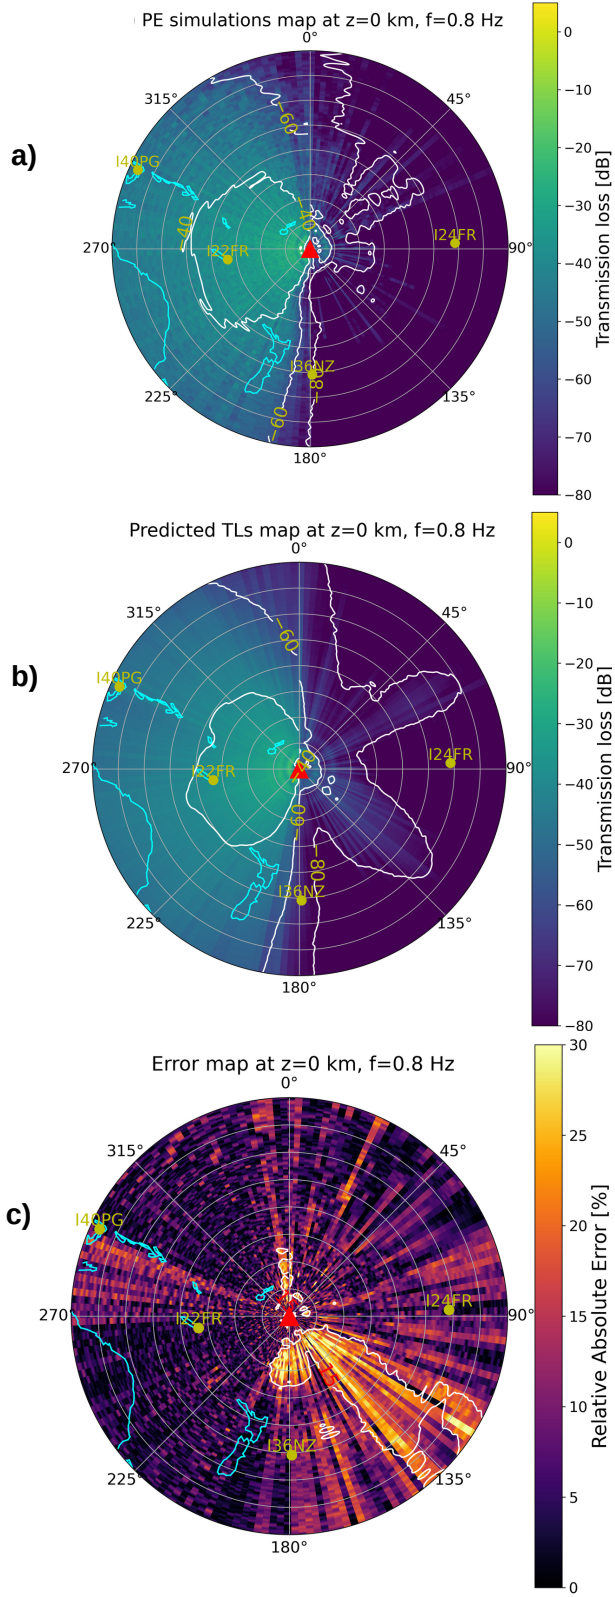 PE simulations map at z=0 km, f=0.8 Hz
a)
0°
45°
90°
135°
180°
225°
270°
315°
I40PG
I22FR
I24FR
I36NZ
−60
−40
−40
−60
−80
0
−10
−20
−30
−40
−50
−60
−70
−80
Transmission loss [dB]
Predicted TLs map at z=0 km, f=0.8 Hz
b)
0°
45°
90°
135°
180°
225°
270°
315°
I40PG
I22FR
I24FR
I36NZ
−60
−60
−80
0
−10
−20
−30
−40
−50
−60
−70
−80
Transmission loss [dB]
Error map at z=0 km, f=0.8 Hz
c)
0°
45°
90°
135°
180°
225°
270°
315°
I40PG
I22FR
I24FR
I36NZ
30
25
20
15
10
5
0
Relative Absolute Error [%]